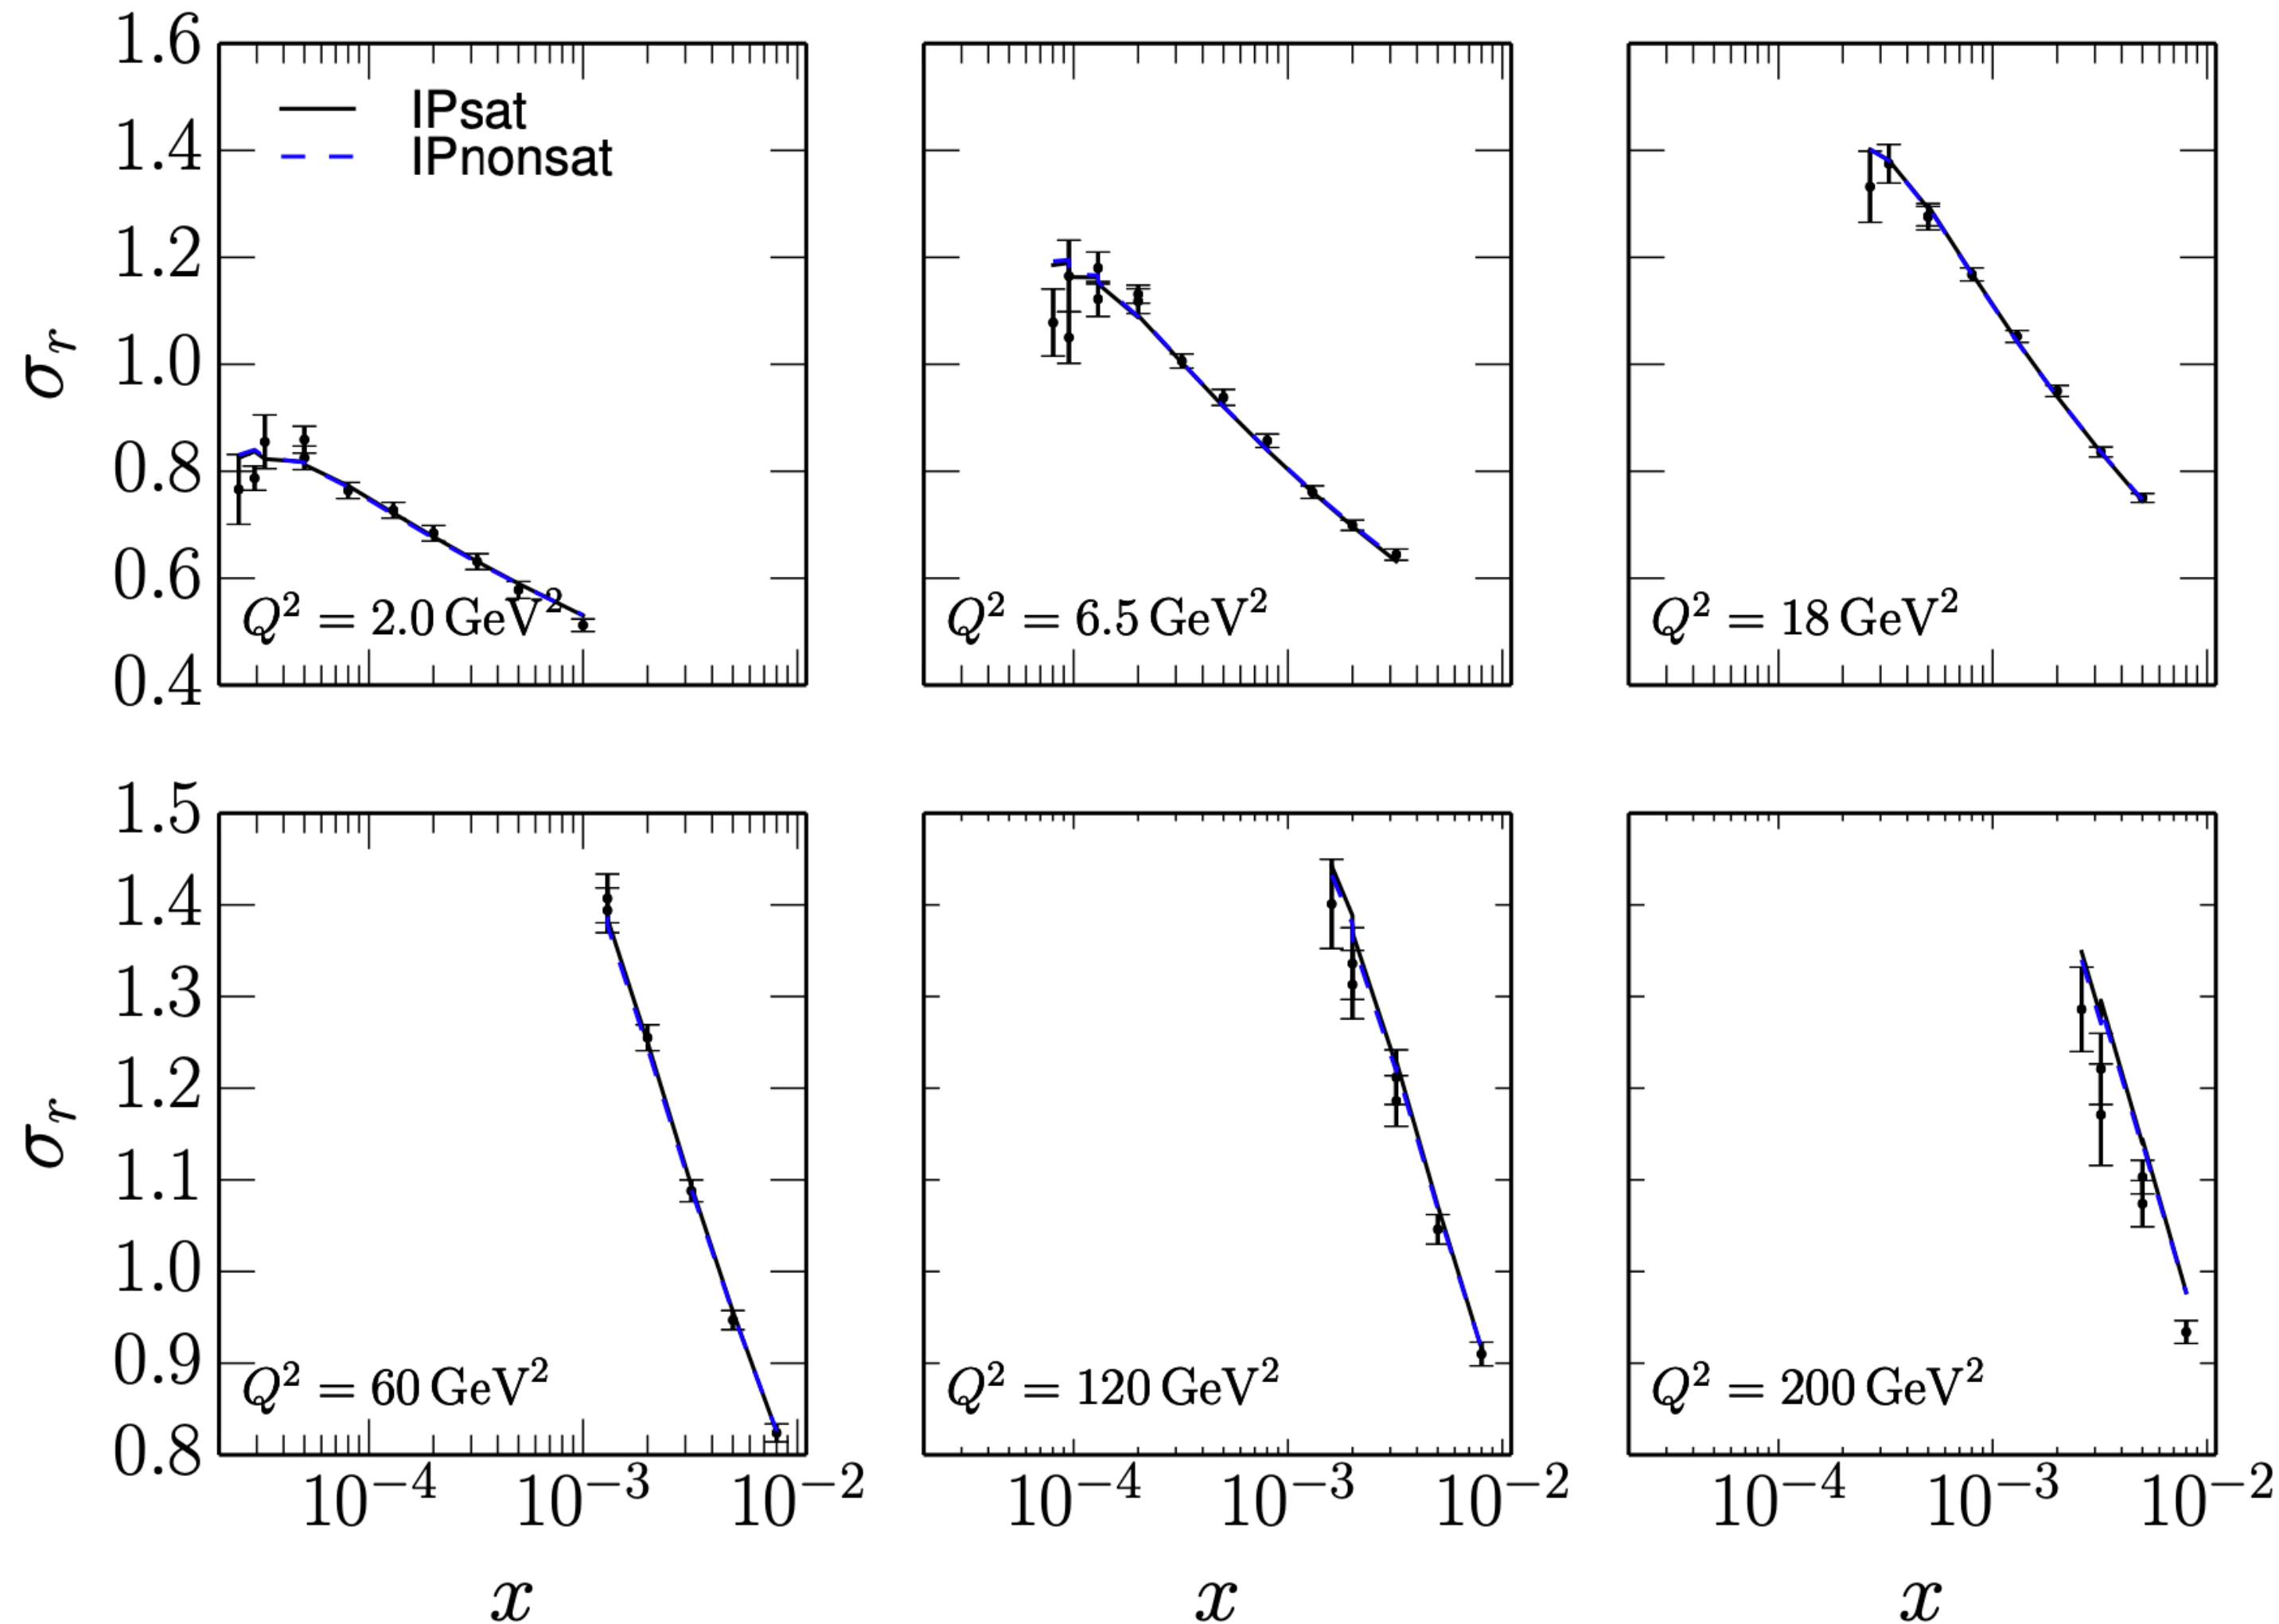 1.6
1.4
1.2
1.0
0.8
0.6
0.4
σr
IPsat
IPnonsat
Q² = 2.0 GeV²
Q² = 6.5 GeV²
Q² = 18 GeV²
1.5
1.4
1.3
1.2
1.1
1.0
0.9
0.8
σr
Q² = 60 GeV²
Q² = 120 GeV²
Q² = 200 GeV²
10⁻⁴ 10⁻³ 10⁻²
10⁻⁴ 10⁻³ 10⁻²
10⁻⁴ 10⁻³ 10⁻²
x
x
x